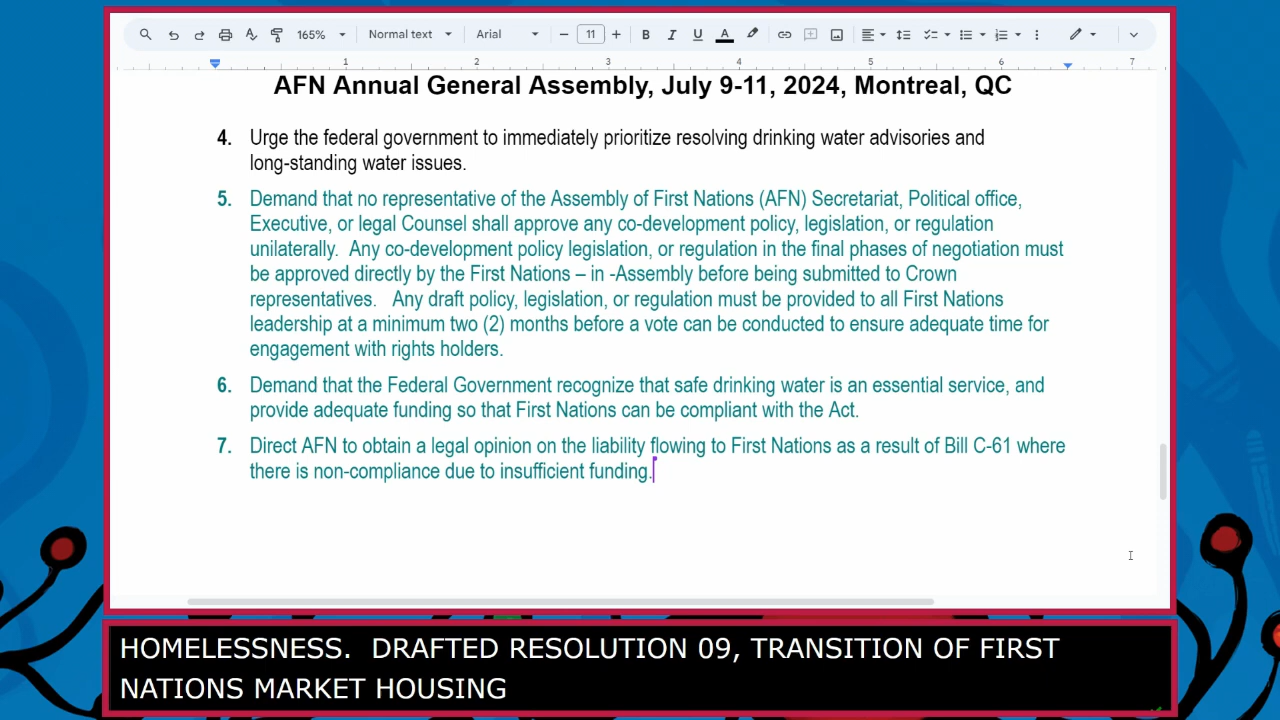 165% Normal text Arial 11
1 2 3 4 5 6 7
AFN Annual General Assembly, July 9-11, 2024, Montreal, QC
4. Urge the federal government to immediately prioritize resolving drinking water advisories and
long-standing water issues.
5. Demand that no representative of the Assembly of First Nations (AFN) Secretariat, Political office,
Executive, or legal Counsel shall approve any co-development policy, legislation, or regulation
unilaterally.  Any co-development policy legislation, or regulation in the final phases of negotiation must
be approved directly by the First Nations – in -Assembly before being submitted to Crown
representatives.   Any draft policy, legislation, or regulation must be provided to all First Nations
leadership at a minimum two (2) months before a vote can be conducted to ensure adequate time for
engagement with rights holders.
6. Demand that the Federal Government recognize that safe drinking water is an essential service, and
provide adequate funding so that First Nations can be compliant with the Act.
7. Direct AFN to obtain a legal opinion on the liability flowing to First Nations as a result of Bill C-61 where
there is non-compliance due to insufficient funding.
HOMELESSNESS.  DRAFTED RESOLUTION 09, TRANSITION OF FIRST
NATIONS MARKET HOUSING